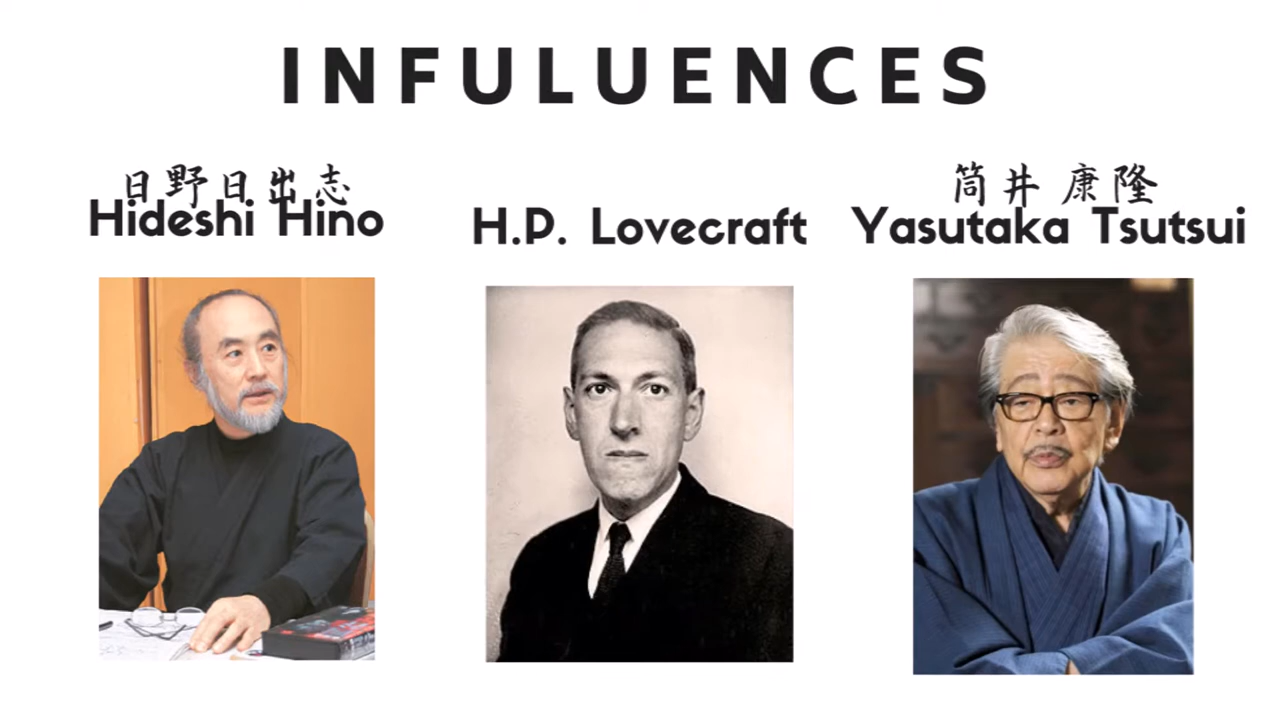 INFULUENCES
日野日出志
Hideshi Hino
H.P. Lovecraft
筒井 康隆
Yasutaka Tsutsui